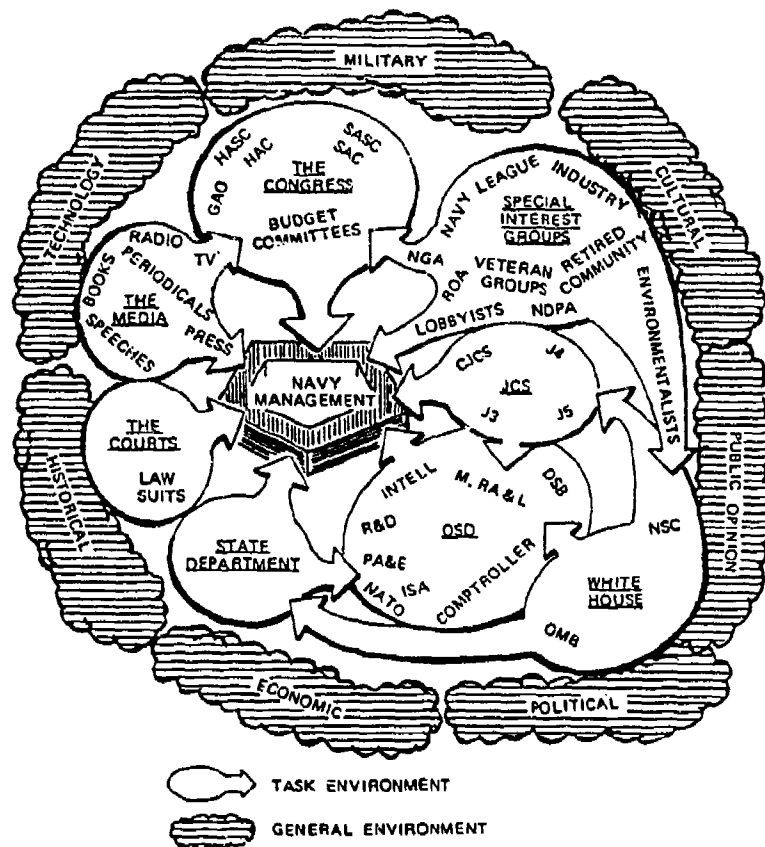 MILITARY
TECHNOLOGY
CULTURAL
HASC
HAC
SASC
SAC
GAO
THE
CONGRESS
BUDGET
COMMITTEES
NAVY LEAGUE
INDUSTRY
SPECIAL
INTEREST
GROUPS
NGA
ROA
VETERAN
GROUPS
RETIRED
COMMUNITY
ENVIRONMENTALISTS
LOBBYISTS
NDPA
RADIO
TV
BOOKS
PERIODICALS
THE
MEDIA
SPEECHES
PRESS
NAVY
MANAGEMENT
CJCS
J4
JCS
J3
J5
THE
COURTS
LAW
SUITS
HISTORICAL
PUBLIC OPINION
INTELL
M, RA & L
DSB
R&D
OSD
PA&E
NATO
ISA
COMPTROLLER
STATE
DEPARTMENT
NSC
WHITE
HOUSE
OMB
ECONOMIC
POLITICAL
TASK ENVIRONMENT
GENERAL ENVIRONMENT